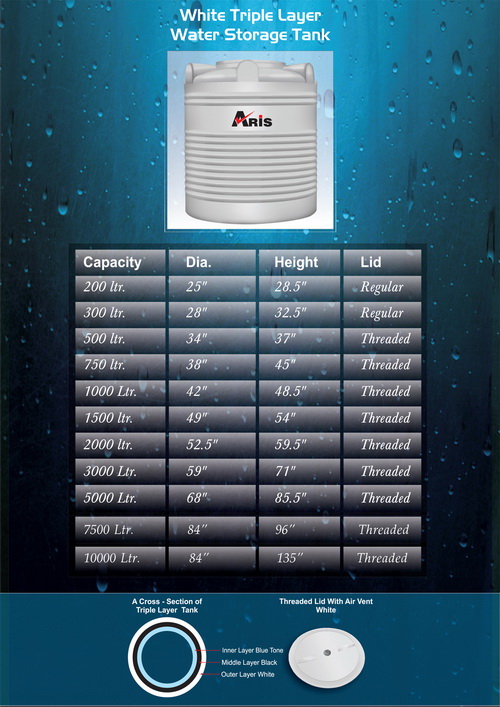 White Triple Layer
Water Storage Tank
ARIS
Capacity Dia. Height Lid
200 ltr. 25" 28.5" Regular
300 ltr. 28" 32.5" Regular
500 ltr. 34" 37" Threaded
750 ltr. 38" 45" Threaded
1000 Ltr. 42" 48.5" Threaded
1500 ltr. 49" 54" Threaded
2000 ltr. 52.5" 59.5" Threaded
3000 Ltr. 59" 71" Threaded
5000 Ltr. 68" 85.5" Threaded
7500 Ltr. 84" 96" Threaded
10000 Ltr. 84" 135" Threaded
A Cross - Section of
Triple Layer Tank
Inner Layer Blue Tone
Middle Layer Black
Outer Layer White
Threaded Lid With Air Vent
White